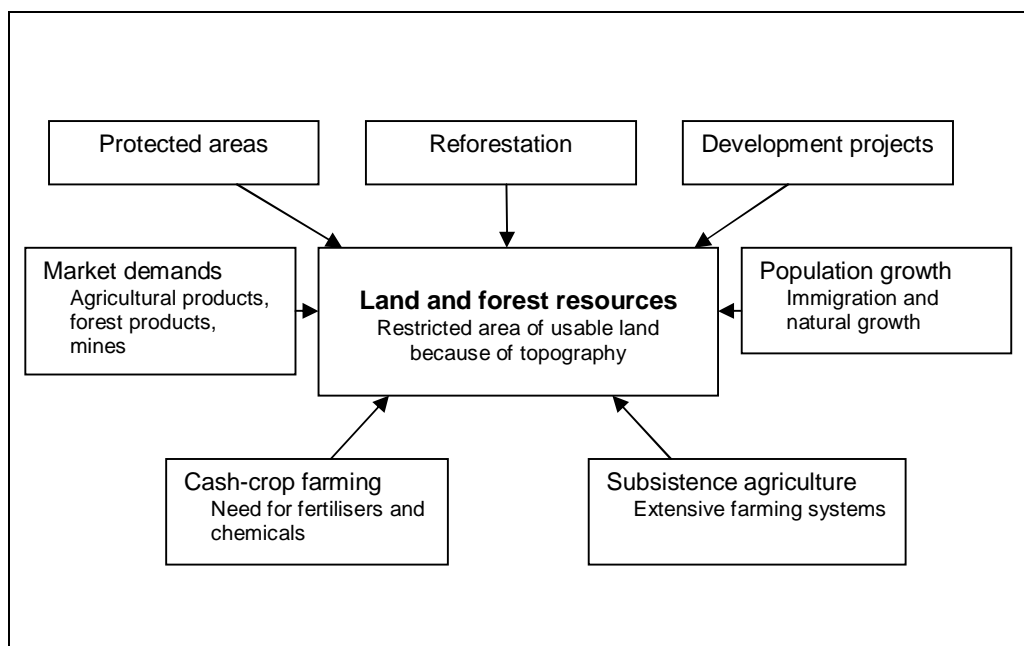 Protected areas
Reforestation
Development projects
Market demands
Agricultural products,
forest products,
mines
Land and forest resources
Restricted area of usable land
because of topography
Population growth
Immigration and
natural growth
Cash-crop farming
Need for fertilisers and
chemicals
Subsistence agriculture
Extensive farming systems